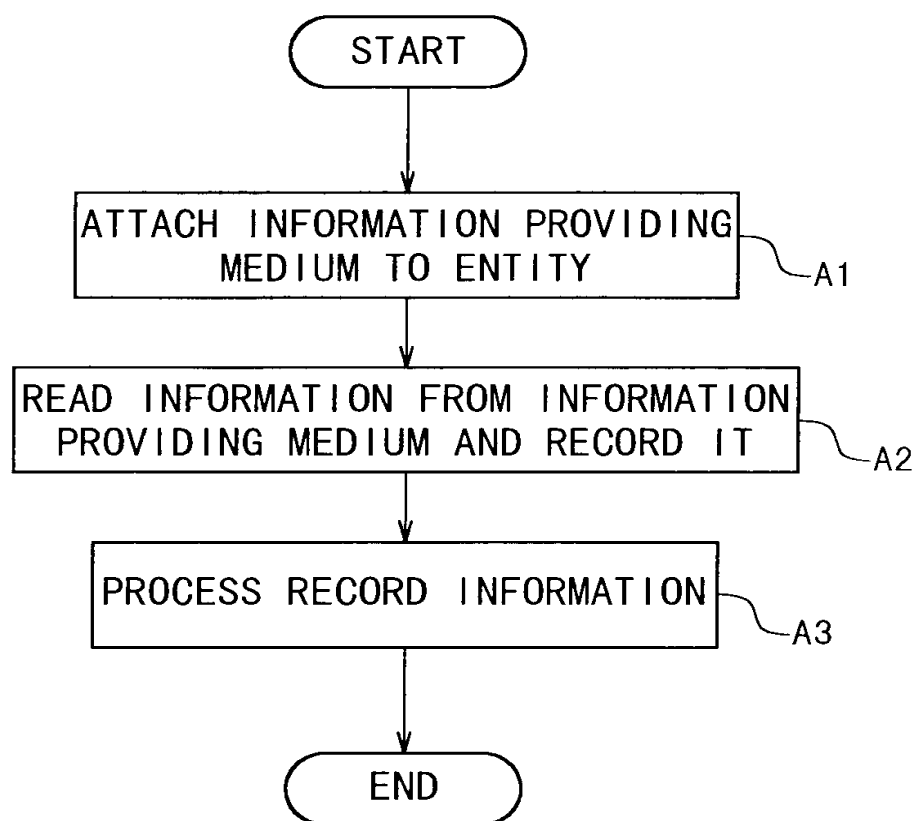 START
ATTACH INFORMATION PROVIDING
MEDIUM TO ENTITY
A1
READ INFORMATION FROM INFORMATION
PROVIDING MEDIUM AND RECORD IT
A2
PROCESS RECORD INFORMATION
A3
END